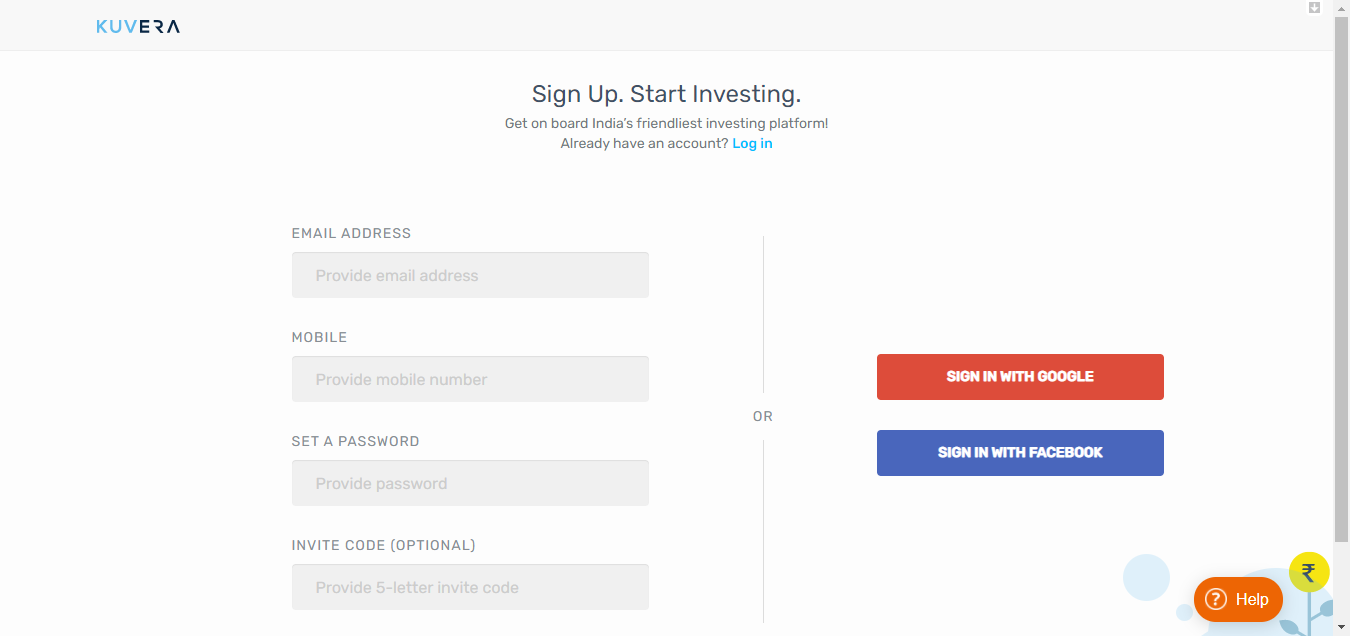 KUVERA
Sign Up. Start Investing.
Get on board India's friendliest investing platform!
Already have an account? Log in
EMAIL ADDRESS
Provide email address
MOBILE
Provide mobile number
SET A PASSWORD
Provide password
INVITE CODE (OPTIONAL)
Provide 5-letter invite code
OR
SIGN IN WITH GOOGLE
SIGN IN WITH FACEBOOK
₹
? Help